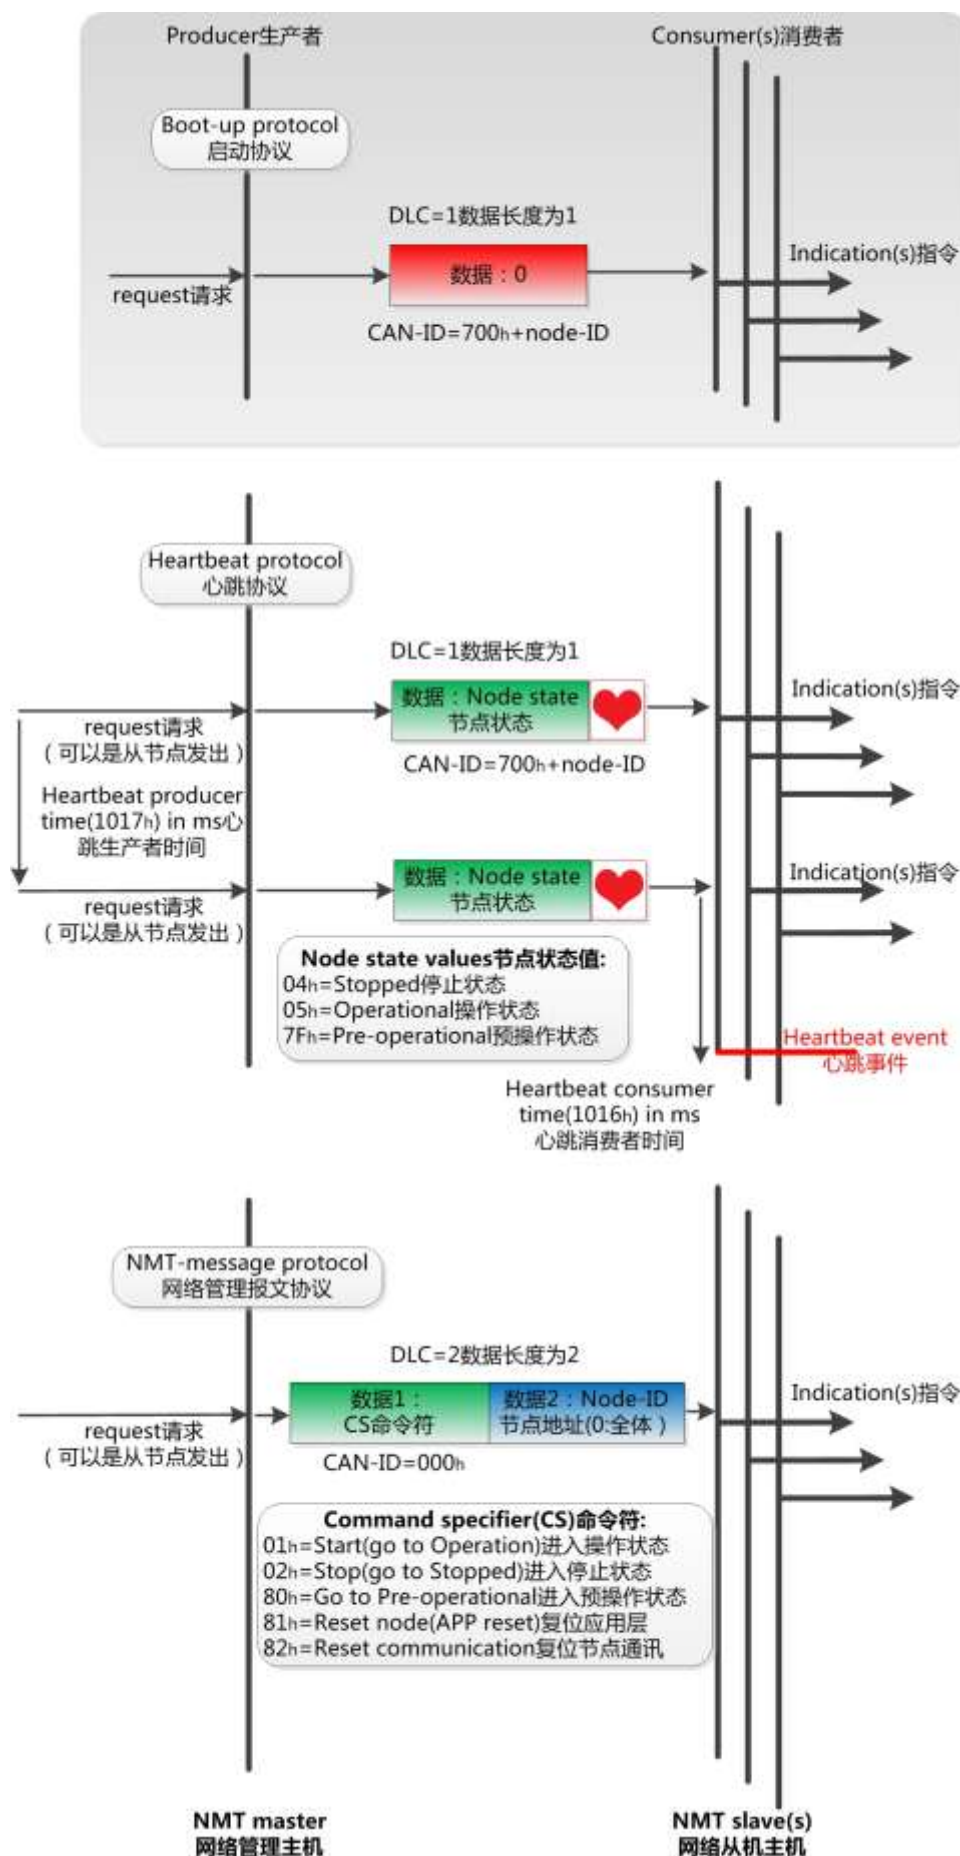 Producer生产者
Consumer(s)消费者
Boot-up protocol
启动协议
DLC=1数据长度为1
Indication(s)指令
数据：0
request请求
CAN-ID=700h+node-ID
Heartbeat protocol
心跳协议
DLC=1数据长度为1
数据：Node state
节点状态
Indication(s)指令
request请求
（可以是从节点发出）
CAN-ID=700h+node-ID
Heartbeat producer
time(1017h) in ms心
跳生产者时间
数据：Node state
节点状态
Indication(s)指令
request请求
（可以是从节点发出）
Node state values节点状态值:
04h=Stopped停止状态
05h=Operational操作状态
7Fh=Pre-operational预操作状态
Heartbeat event
心跳事件
Heartbeat consumer
time(1016h) in ms
心跳消费者时间
NMT-message protocol
网络管理报文协议
DLC=2数据长度为2
数据1：
CS命令符
数据2：Node-ID
节点地址(0:全体）
Indication(s)指令
request请求
（可以是从节点发出）
CAN-ID=000h
Command specifier(CS)命令符:
01h=Start(go to Operation)进入操作状态
02h=Stop(go to Stopped)进入停止状态
80h=Go to Pre-operational进入预操作状态
81h=Reset node(APP reset)复位应用层
82h=Reset communication复位节点通讯
NMT master
网络管理主机
NMT slave(s)
网络从机主机